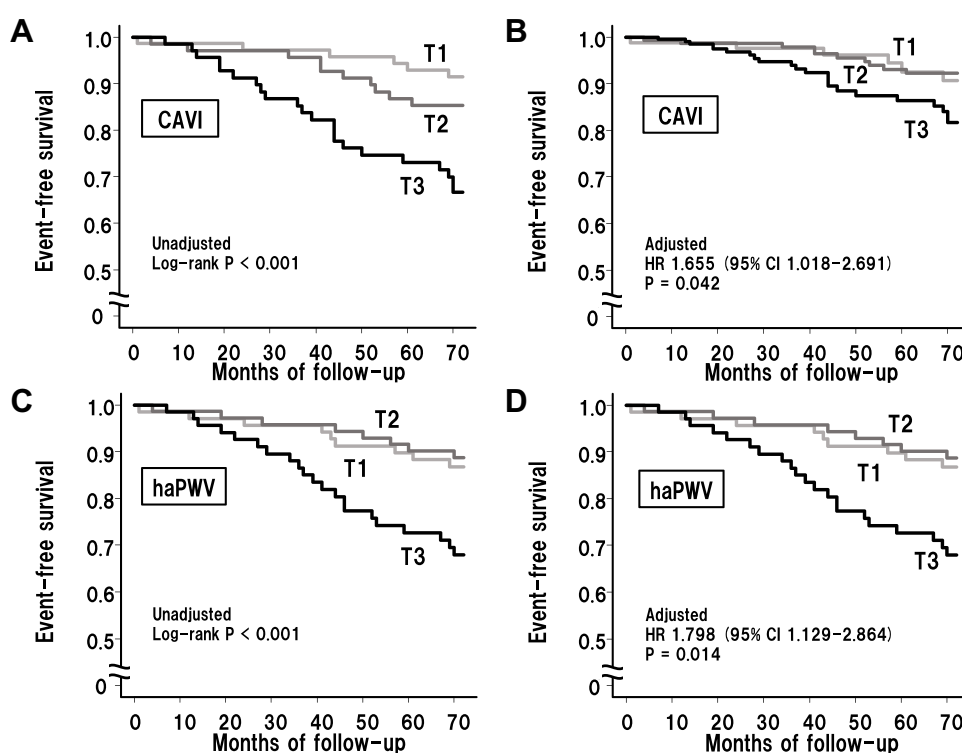 A
Event-free survival
1.0
0.9
0.8
0.7
0.6
0.5
0
CAVI
T1
T2
T3
Unadjusted
Log-rank P < 0.001
0 10 20 30 40 50 60 70
Months of follow-up
B
Event-free survival
1.0
0.9
0.8
0.7
0.6
0.5
0
CAVI
T1
T2
T3
Adjusted
HR 1.655 (95% CI 1.018-2.691)
P = 0.042
0 10 20 30 40 50 60 70
Months of follow-up
C
Event-free survival
1.0
0.9
0.8
0.7
0.6
0.5
0
haPWV
T2
T1
T3
Unadjusted
Log-rank P < 0.001
0 10 20 30 40 50 60 70
Months of follow-up
D
Event-free survival
1.0
0.9
0.8
0.7
0.6
0.5
0
haPWV
T2
T1
T3
Adjusted
HR 1.798 (95% CI 1.129-2.864)
P = 0.014
0 10 20 30 40 50 60 70
Months of follow-up